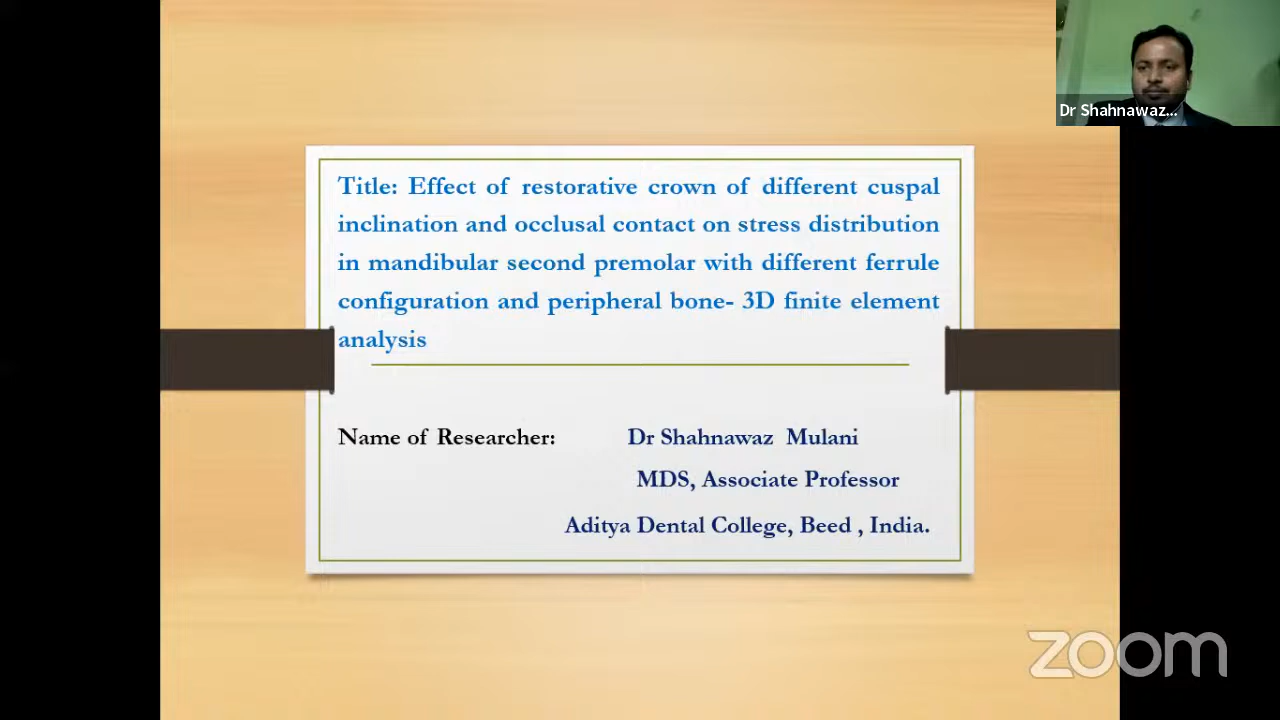 Dr Shahnawaz...
Title: Effect of restorative crown of different cuspal
inclination and occlusal contact on stress distribution
in mandibular second premolar with different ferrule
configuration and peripheral bone- 3D finite element
analysis
Name of Researcher: Dr Shahnawaz Mulani
MDS, Associate Professor
Aditya Dental College, Beed , India.
zoom